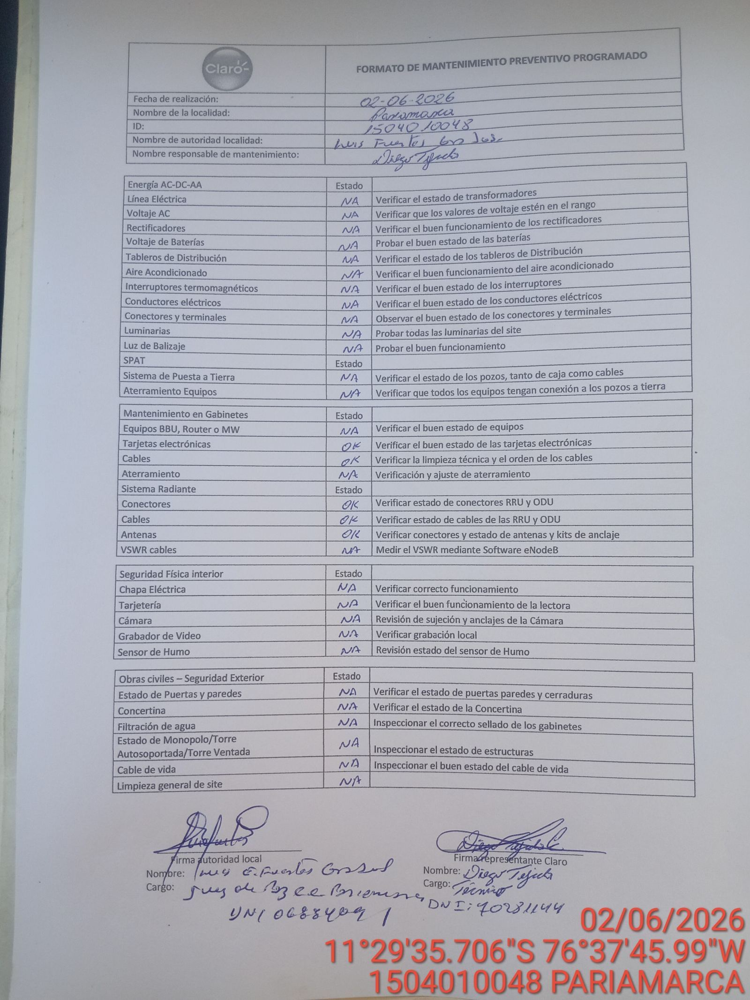 Claro
FORMATO DE MANTENIMIENTO PREVENTIVO PROGRAMADO
Fecha de realización: 02-06-2026
Nombre de la localidad: Pariamarca
ID: 1504010048
Nombre de autoridad localidad: Luis Fuertes
Nombre responsable de mantenimiento: Diego Tejeda
Energía AC-DC-AA Estado
Línea Eléctrica NA Verificar el estado de transformadores
Voltaje AC NA Verificar que los valores de voltaje estén en el rango
Rectificadores NA Verificar el buen funcionamiento de los rectificadores
Voltaje de Baterías NA Probar el buen estado de las baterías
Tableros de Distribución NA Verificar el estado de los tableros de Distribución
Aire Acondicionado NA Verificar el buen funcionamiento del aire acondicionado
Interruptores termomagnéticos NA Verificar el buen estado de los interruptores
Conductores eléctricos NA Verificar el buen estado de los conductores eléctricos
Conectores y terminales NA Observar el buen estado de los conectores y terminales
Luminarias NA Probar todas las luminarias del site
Luz de Balizaje NA Probar el buen funcionamiento
SPAT Estado
Sistema de Puesta a Tierra NA Verificar el estado de los pozos, tanto de caja como cables
Aterramiento Equipos NA Verificar que todos los equipos tengan conexión a los pozos a tierra
Mantenimiento en Gabinetes Estado
Equipos BBU, Router o MW NA Verificar el buen estado de equipos
Tarjetas electrónicas OK Verificar el buen estado de las tarjetas electrónicas
Cables OK Verificar la limpieza técnica y el orden de los cables
Aterramiento NA Verificación y ajuste de aterramiento
Sistema Radiante Estado
Conectores OK Verificar estado de conectores RRU y ODU
Cables OK Verificar estado de cables de las RRU y ODU
Antenas OK Verificar conectores y estado de antenas y kits de anclaje
VSWR cables NA Medir el VSWR mediante Software eNodeB
Seguridad Física interior Estado
Chapa Eléctrica NA Verificar correcto funcionamiento
Tarjetería NA Verificar el buen funcionamiento de la lectora
Cámara NA Revisión de sujeción y anclajes de la Cámara
Grabador de Video NA Verificar grabación local
Sensor de Humo NA Revisión estado del sensor de Humo
Obras civiles – Seguridad Exterior Estado
Estado de Puertas y paredes NA Verificar el estado de puertas paredes y cerraduras
Concertina NA Verificar el estado de la Concertina
Filtración de agua NA Inspeccionar el correcto sellado de los gabinetes
Estado de Monopolo/Torre
Autosoportada/Torre Ventada NA Inspeccionar el estado de estructuras
Cable de vida NA Inspeccionar el buen estado del cable de vida
Limpieza general de site NA
Firma autoridad local
Nombre: Luis E. Fuertes
Cargo: Juez de Paz
DNI 06884091
Firma representante Claro
Nombre: Diego Tejeda
Cargo: Técnico
DNI: 70281144
02/06/2026
11°29'35.706"S 76°37'45.99"W
1504010048 PARIAMARCA